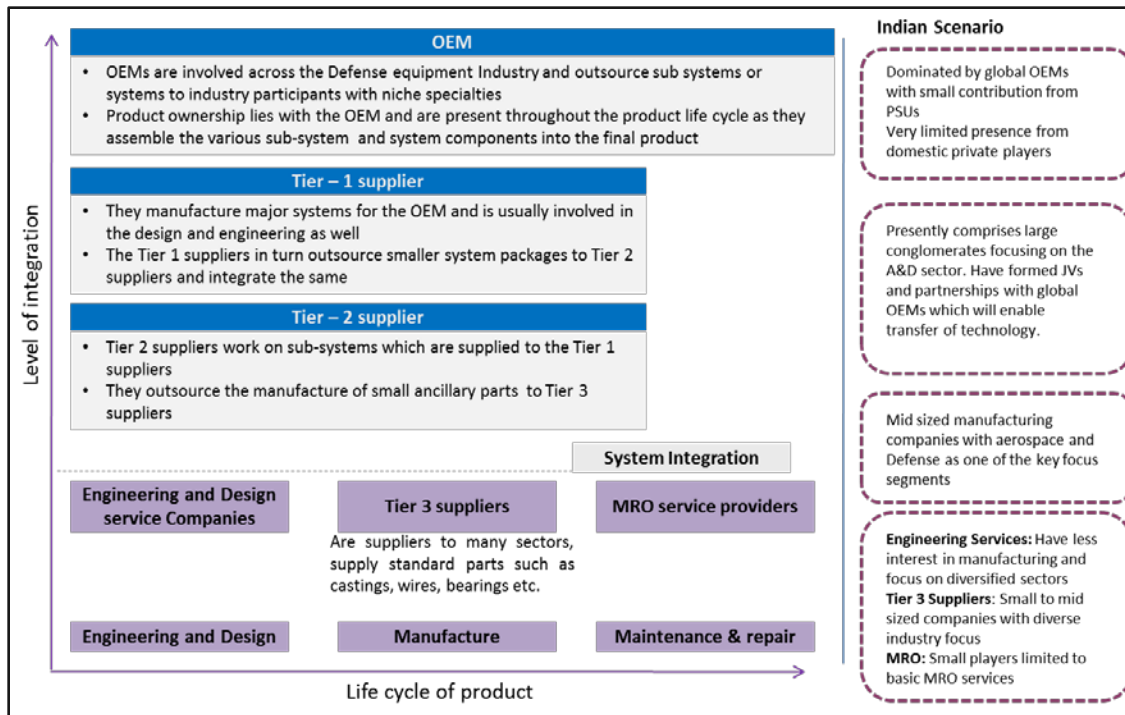 OEM
• OEMs are involved across the Defense equipment Industry and outsource sub systems or
systems to industry participants with niche specialties
• Product ownership lies with the OEM and are present throughout the product life cycle as they
assemble the various sub-system and system components into the final product
Tier – 1 supplier
• They manufacture major systems for the OEM and is usually involved in
the design and engineering as well
• The Tier 1 suppliers in turn outsource smaller system packages to Tier 2
suppliers and integrate the same
Tier – 2 supplier
• Tier 2 suppliers work on sub-systems which are supplied to the Tier 1
suppliers
• They outsource the manufacture of small ancillary parts to Tier 3
suppliers
System Integration
Engineering and Design
service Companies
Tier 3 suppliers
MRO service providers
Are suppliers to many sectors,
supply standard parts such as
castings, wires, bearings etc.
Engineering and Design
Manufacture
Maintenance & repair
Level of integration
Life cycle of product
Indian Scenario
Dominated by global OEMs
with small contribution from
PSUs
Very limited presence from
domestic private players
Presently comprises large
conglomerates focusing on the
A&D sector. Have formed JVs
and partnerships with global
OEMs which will enable
transfer of technology.
Mid sized manufacturing
companies with aerospace and
Defense as one of the key focus
segments
Engineering Services: Have less
interest in manufacturing and
focus on diversified sectors
Tier 3 Suppliers: Small to mid
sized companies with diverse
industry focus
MRO: Small players limited to
basic MRO services